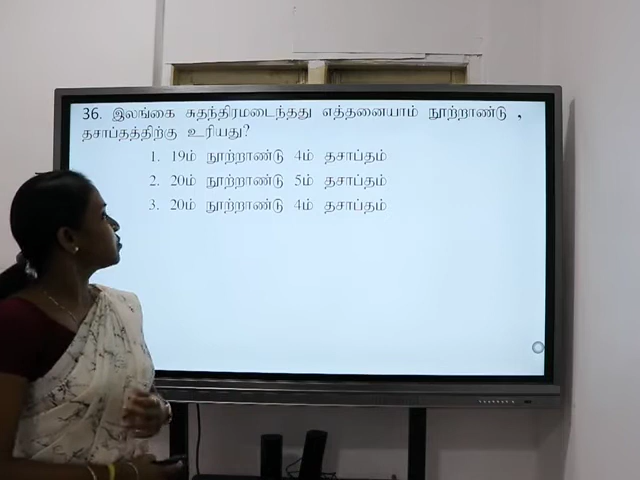 36. இலங்கை சுதந்திரமடைந்தது எத்தனையாம் நூற்றாண்டு ,
தசாப்தத்திற்கு உரியது?
1. 19ம் நூற்றாண்டு 4ம் தசாப்தம்
2. 20ம் நூற்றாண்டு 5ம் தசாப்தம்
3. 20ம் நூற்றாண்டு 4ம் தசாப்தம்